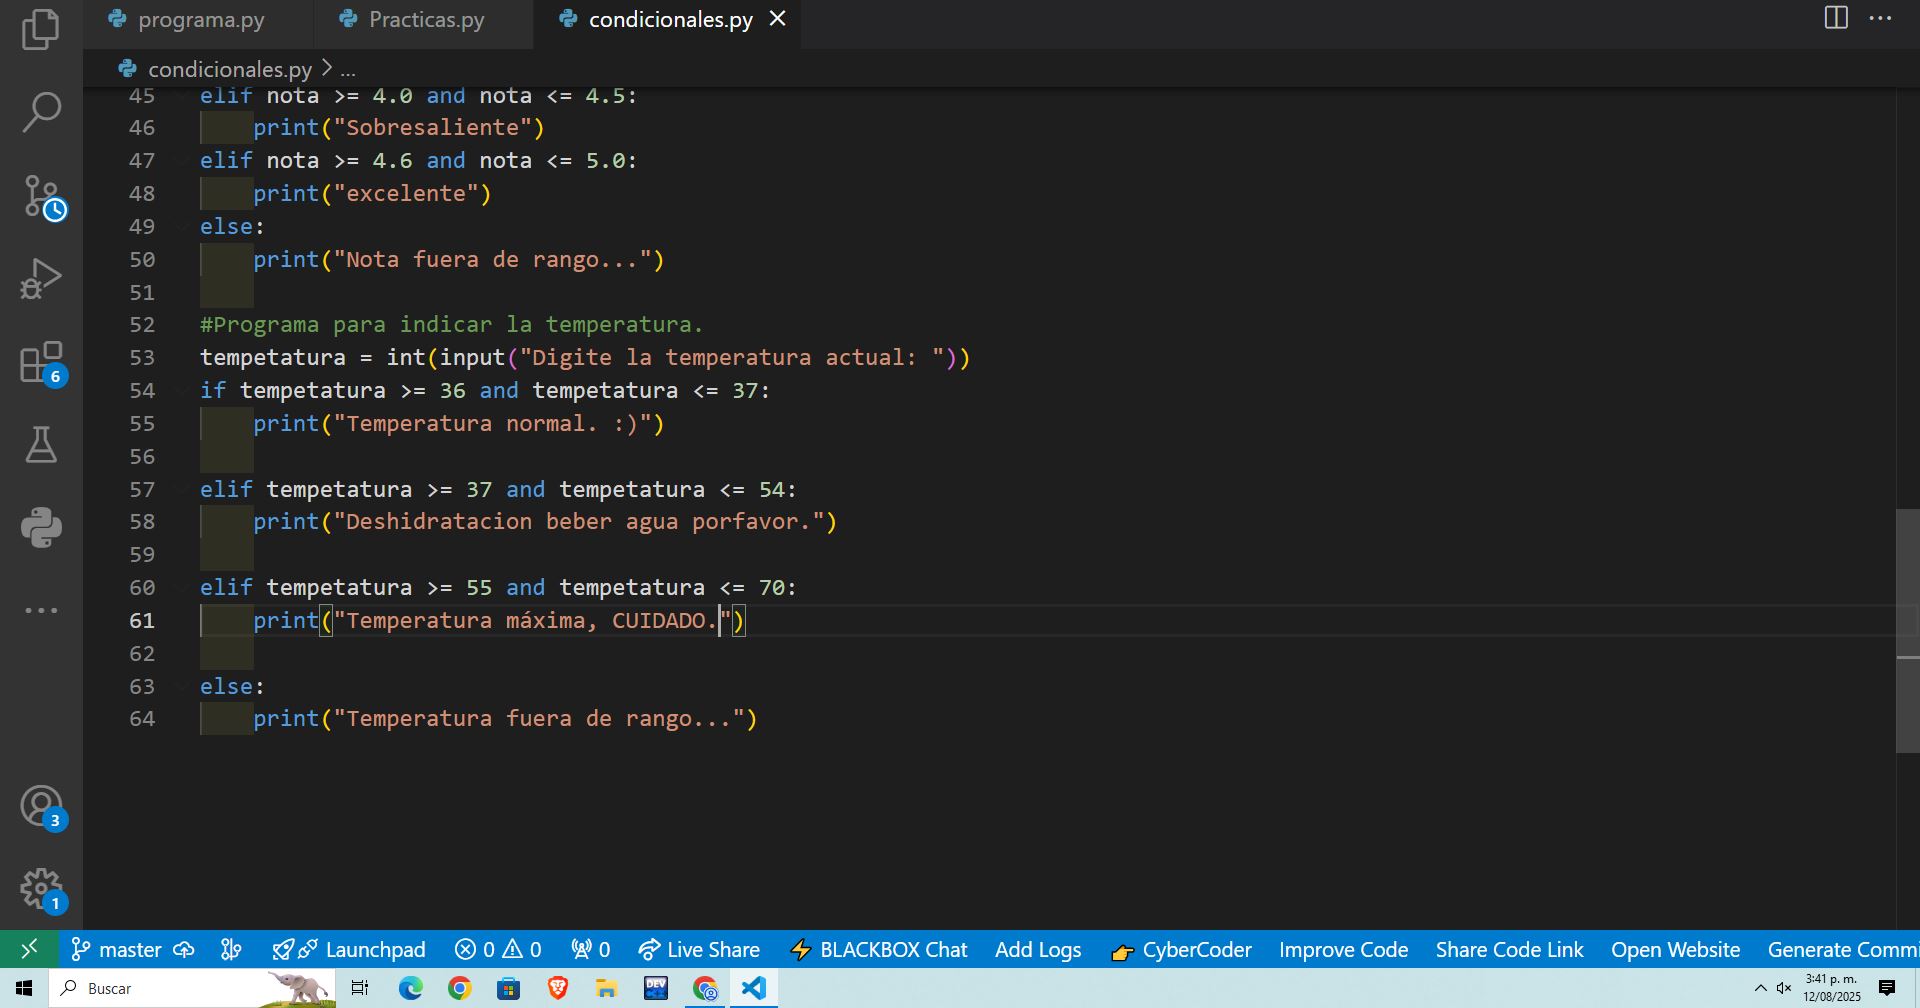 programa.py
Practicas.py
condicionales.py
condicionales.py > ...
45 elif nota >= 4.0 and nota <= 4.5:
46 print("Sobresaliente")
47 elif nota >= 4.6 and nota <= 5.0:
48 print("excelente")
49 else:
50 print("Nota fuera de rango...")
51
52 #Programa para indicar la temperatura.
53 tempetatura = int(input("Digite la temperatura actual: "))
54 if tempetatura >= 36 and tempetatura <= 37:
55 print("Temperatura normal. :)")
56
57 elif tempetatura >= 37 and tempetatura <= 54:
58 print("Deshidratacion beber agua porfavor.")
59
60 elif tempetatura >= 55 and tempetatura <= 70:
61 print("Temperatura máxima, CUIDADO.")
62
63 else:
64 print("Temperatura fuera de rango...")
6
3
1
master Launchpad 0 0 0 Live Share BLACKBOX Chat Add Logs CyberCoder Improve Code Share Code Link Open Website Generate Commi
Buscar
DEV C++
3:41 p. m.
12/08/2025